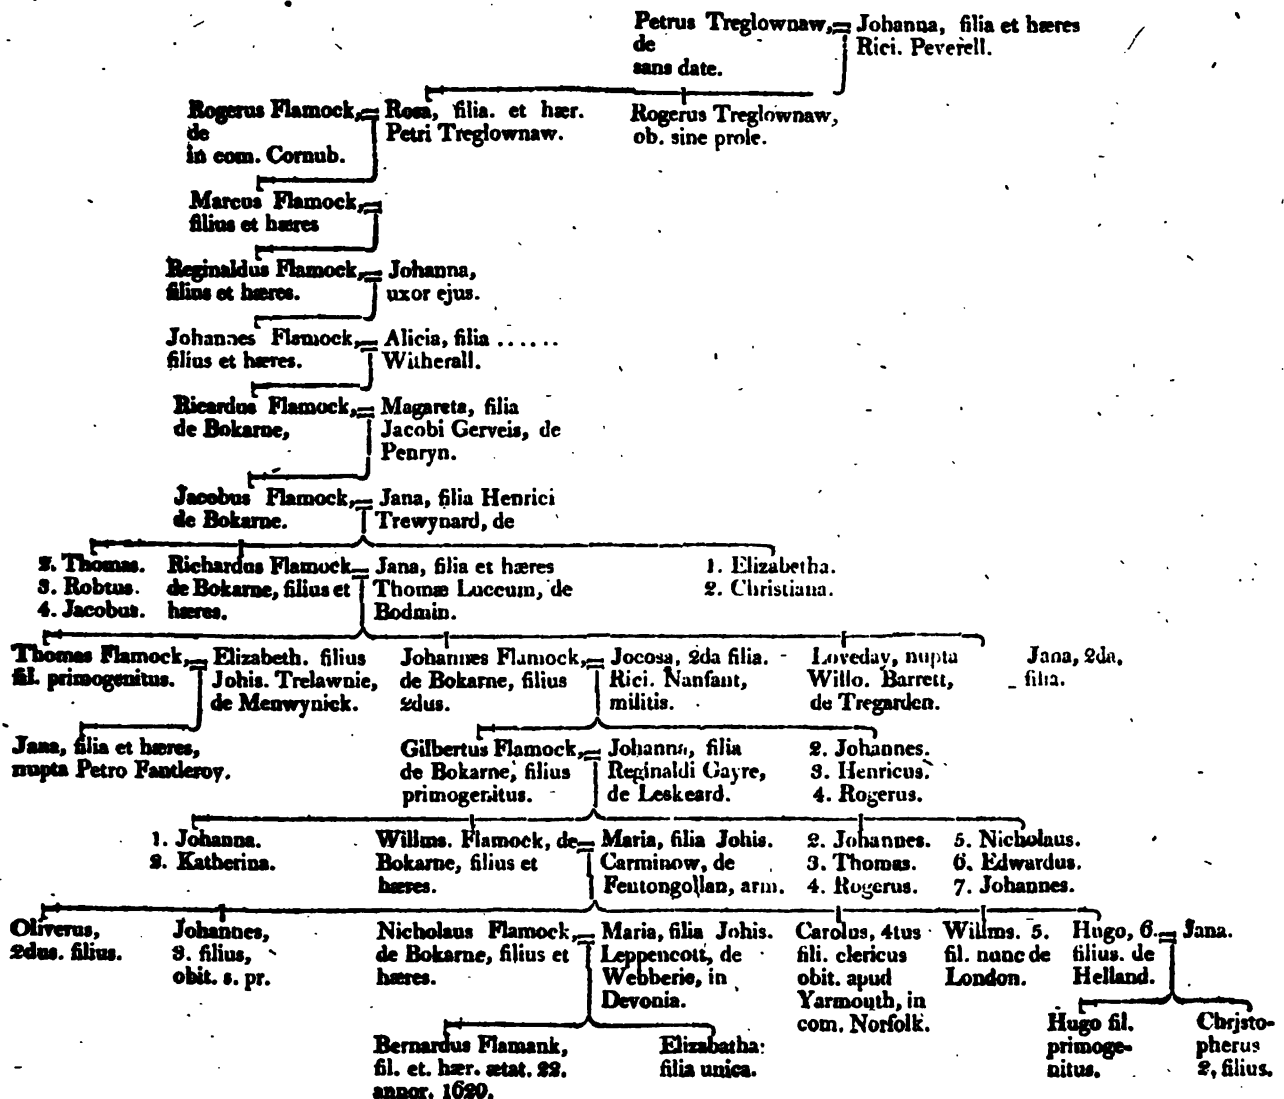 Petrus Treglownaw,
de
sans date.
Johanna, filia et hæres
Rici. Peverell.
Rogerus Flamock,
de
in com. Cornub.
Rosa, filia. et hær.
Petri Treglownaw.
Rogerus Treglownaw,
ob. sine prole.
Marcus Flamock,
filius et hæres
Reginaldus Flamock,
filius et hæres.
Johanna,
uxor ejus.
Johannes Flamock,
filius et hæres.
Alicia, filia ......
Witherall.
Ricardus Flamock,
de Bokarne,
Magareta, filia
Jacobi Gerveis, de
Penryn.
Jacobus Flamock,
de Bokarne.
Jana, filia Henrici
Trewynard, de
2. Thomas.
3. Robtus.
4. Jacobus.
Richardus Flamock
de Bokarne, filius et
hæres.
Jana, filia et hæres
Thomæ Luccum, de
Bodmin.
1. Elizabetha.
2. Christiana.
Thomas Flamock,
fil. primogenitus.
Elizabeth. filius
Johis. Trelawnie,
de Menwynick.
Johannes Flamock,
de Bokarne, filius
2dus.
Jocosa, 2da filia.
Rici. Nanfant,
militis.
Loveday, nupta
Willo. Barrett,
de Tregarden.
Jana, 2da,
filia.
Jana, filia et hæres,
nupta Petro Fantleroy.
Gilbertus Flamock,
de Bokarne, filius
primogenitus.
Johanna, filia
Reginaldi Gayre,
de Leskeard.
2. Johannes.
3. Henricus.
4. Rogerus.
1. Johanna.
2. Katherina.
Willms. Flamock, de
Bokarne, filius et
hæres.
Maria, filia Johis.
Carminow, de
Fentongollan, arm.
2. Johannes.
3. Thomas.
4. Rogerus.
5. Nicholaus.
6. Edwardus.
7. Johannes.
Oliverus,
2dus. filius.
Johannes,
3. filius,
obit. s. pr.
Nicholaus Flamock,
de Bokarne, filius et
hæres.
Maria, filia Johis.
Leppencott, de
Webberie, in
Devonia.
Carolus, 4tus
fili. clericus
obit. apud
Yarmouth, in
com. Norfolk.
Willms. 5.
fil. nunc de
London.
Hugo, 6.
filius. de
Helland.
Jana.
Bernardus Flamank,
fil. et. hær. ætat. 22.
annor. 1620.
Elizabatha:
filia unica.
Hugo fil.
primoge-
nitus.
Christo-
pherus
2, filius.